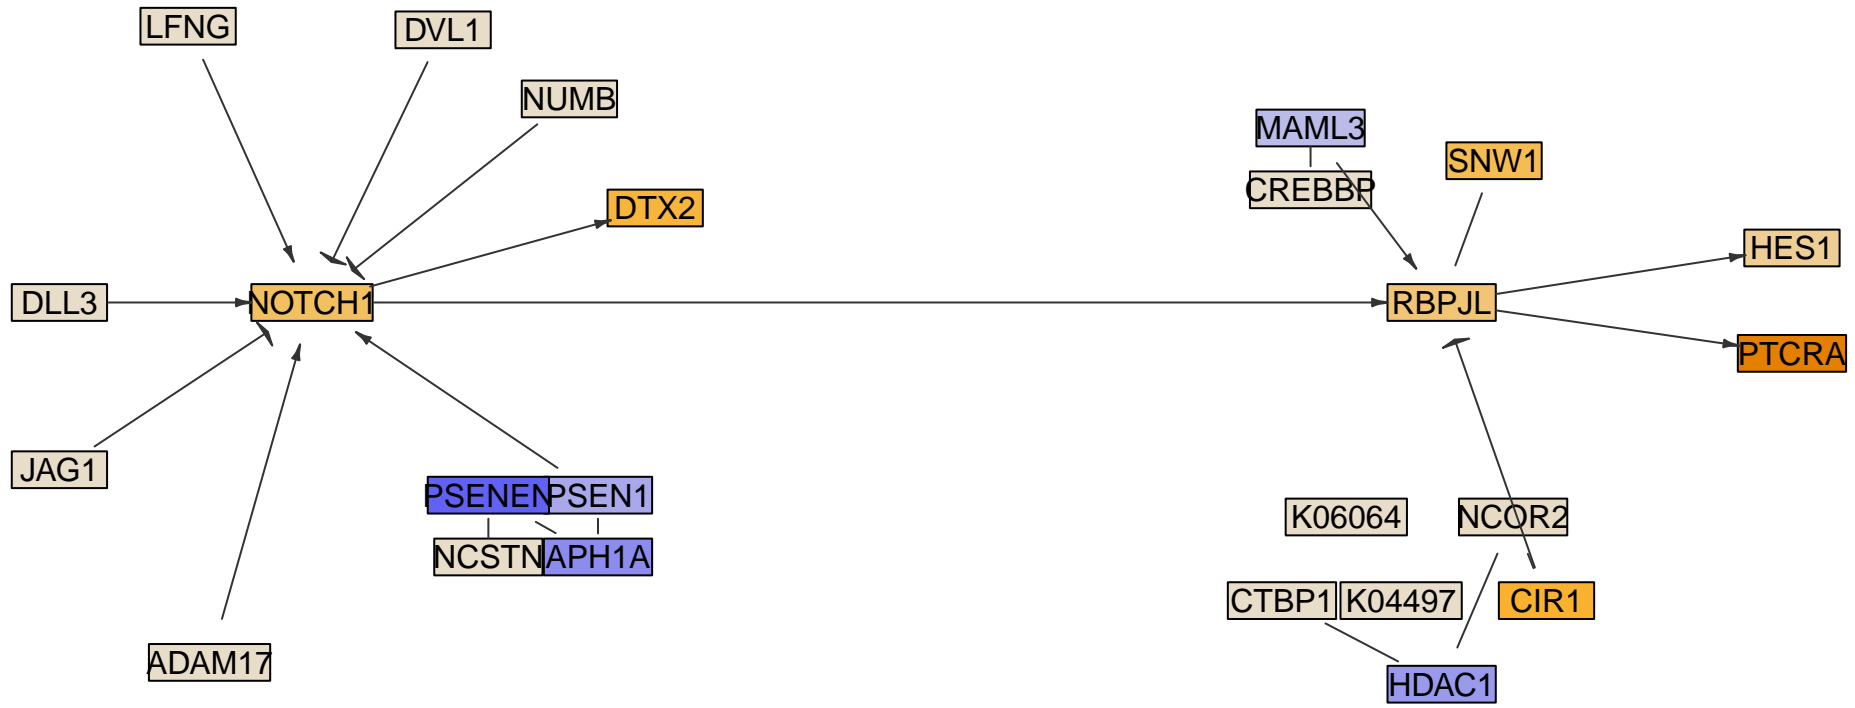 LFNG
DVL1
NUMB
MAML3
SNW1
CREBBP
DTX2
HES1
DLL3
NOTCH1
RBPJL
PTCRA
JAG1
PSENEN
PSEN1
K06064
NCOR2
NCSTN
APH1A
CTBP1
K04497
CIR1
ADAM17
HDAC1